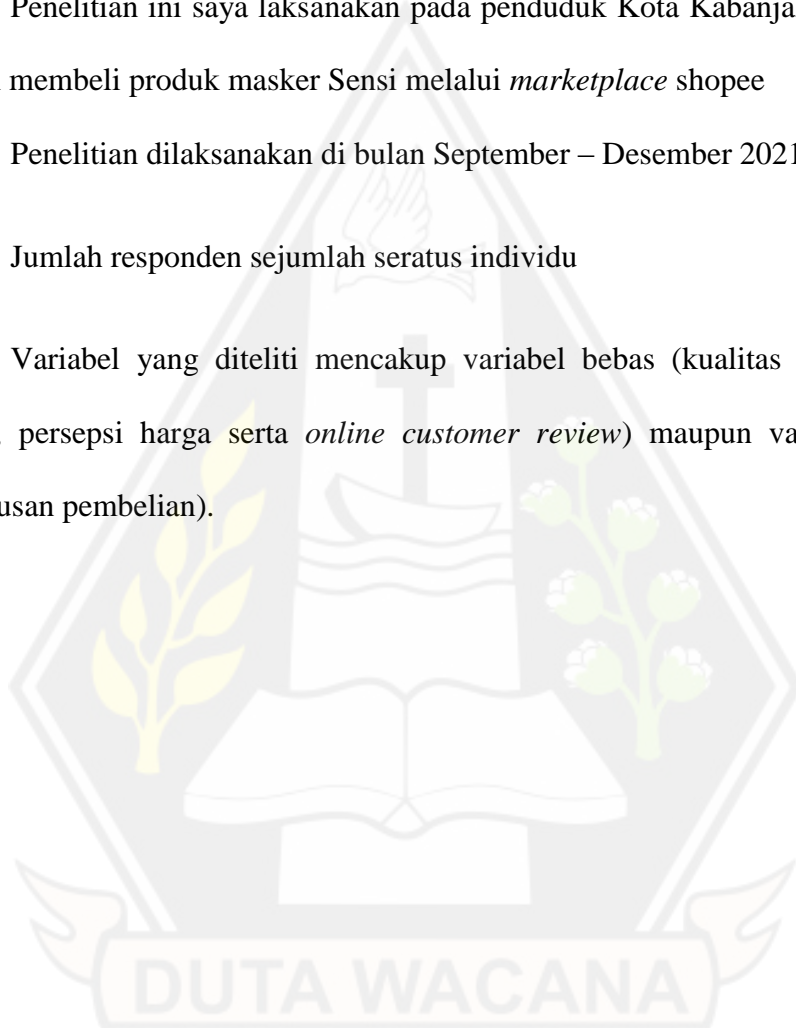 Penelitian ini saya laksanakan pada penduduk Kota Kabanja
membeli produk masker Sensi melalui marketplace shopee
Penelitian dilaksanakan di bulan September – Desember 2021
Jumlah responden sejumlah seratus individu
Variabel yang diteliti mencakup variabel bebas (kualitas
persepsi harga serta online customer review) maupun va
usan pembelian).
DUTA WACANA